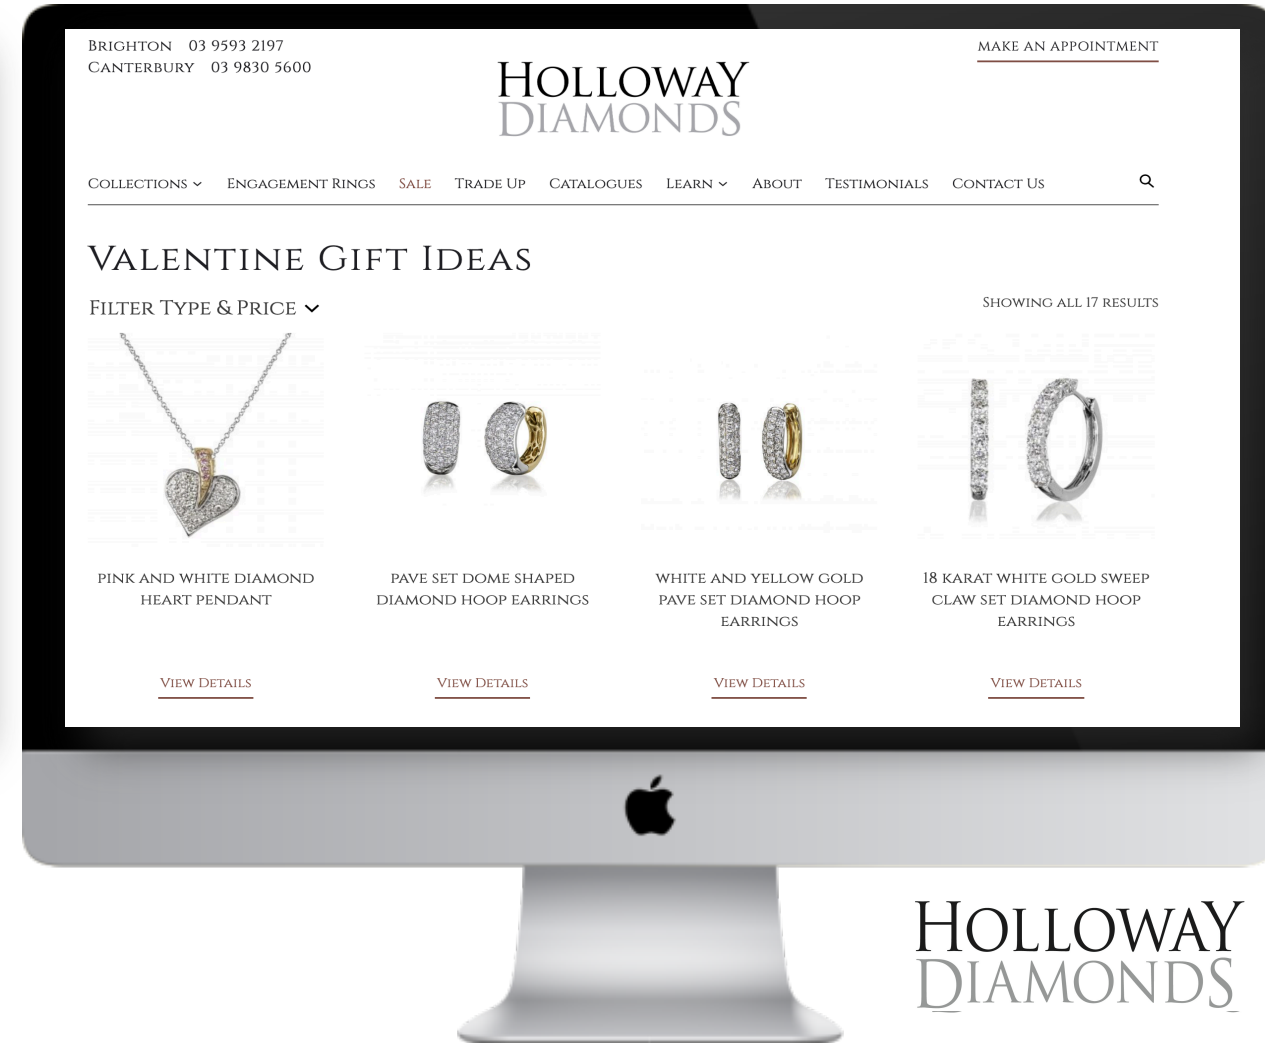 Brighton 03 9593 2197
Canterbury 03 9830 5600
MAKE AN APPOINTMENT
HOLLOWAY
DIAMONDS
Collections Engagement Rings Sale Trade Up Catalogues Learn About Testimonials Contact Us
Valentine Gift Ideas
Filter Type & Price
Showing all 17 results
PINK AND WHITE DIAMOND
HEART PENDANT
PAVE SET DOME SHAPED
DIAMOND HOOP EARRINGS
WHITE AND YELLOW GOLD
PAVE SET DIAMOND HOOP
EARRINGS
18 KARAT WHITE GOLD SWEEP
CLAW SET DIAMOND HOOP
EARRINGS
View Details
View Details
View Details
View Details
HOLLOWAY
DIAMONDS